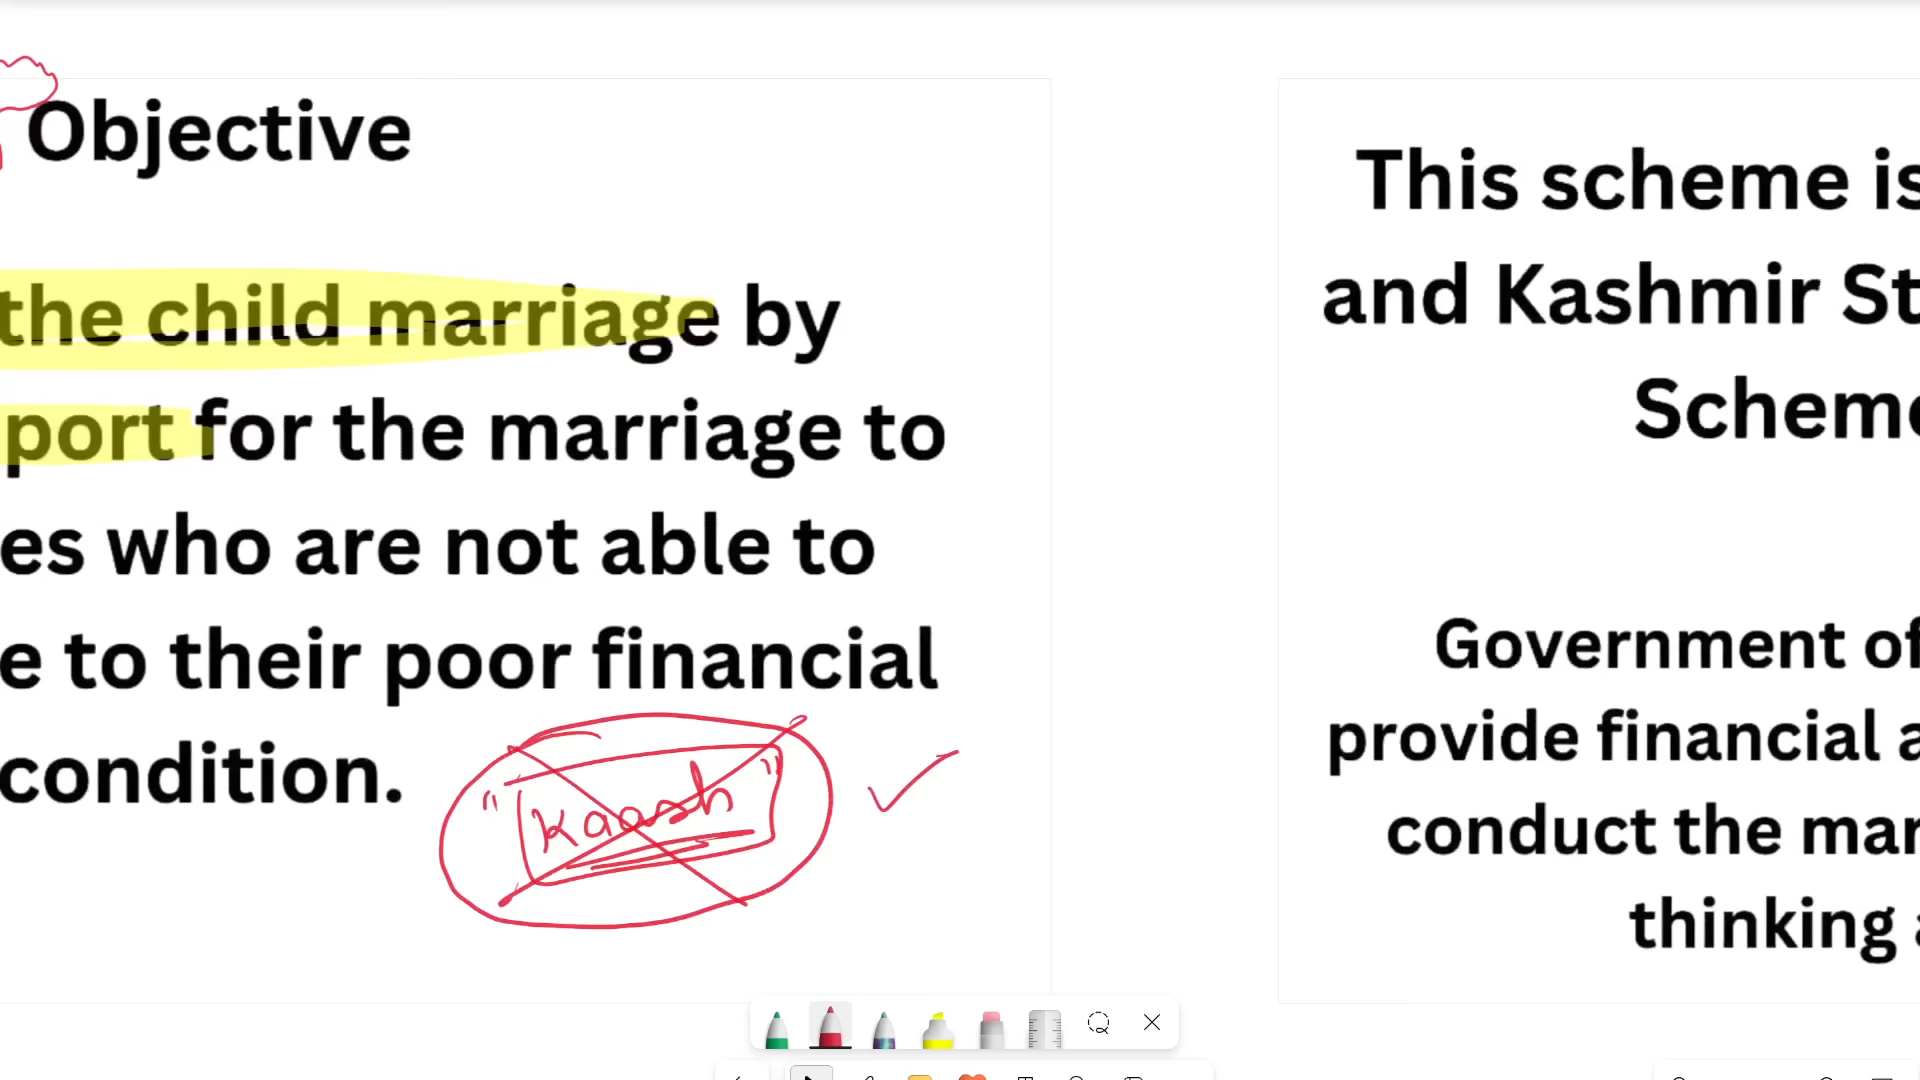 Objective
the child marriage by
port for the marriage to
es who are not able to
e to their poor financial
condition.
"Kaash"
This scheme is
and Kashmir St
Scheme
Government of
provide financial a
conduct the mar
thinking a